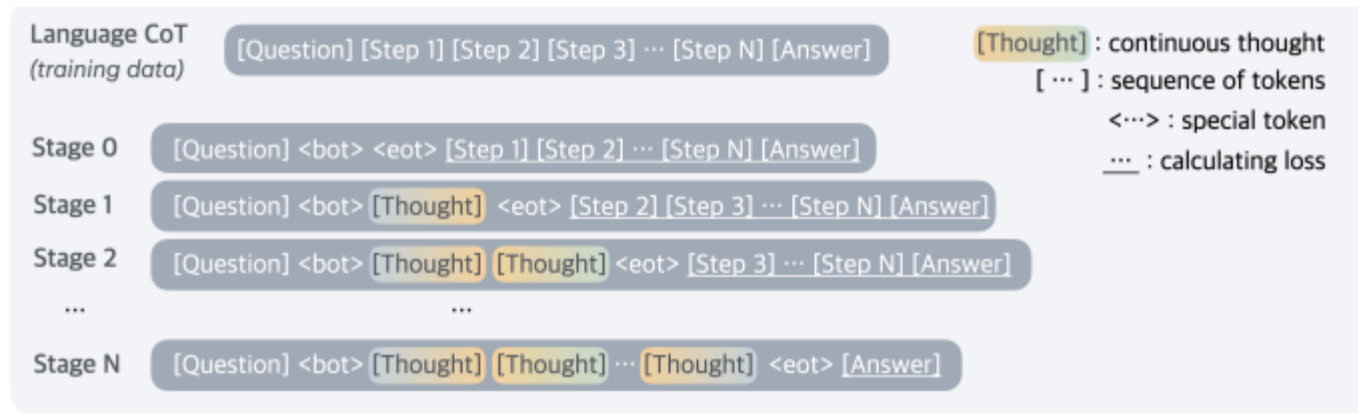 Language CoT
(training data)
[Question] [Step 1] [Step 2] [Step 3] ··· [Step N] [Answer]
[Thought] : continuous thought
[ ··· ] : sequence of tokens
<···> : special token
... : calculating loss
Stage 0
[Question] <bot> <eot> [Step 1] [Step 2] ··· [Step N] [Answer]
Stage 1
[Question] <bot> [Thought] <eot> [Step 2] [Step 3] ··· [Step N] [Answer]
Stage 2
[Question] <bot> [Thought] [Thought] <eot> [Step 3] ··· [Step N] [Answer]
...
...
Stage N
[Question] <bot> [Thought] [Thought] ··· [Thought] <eot> [Answer]